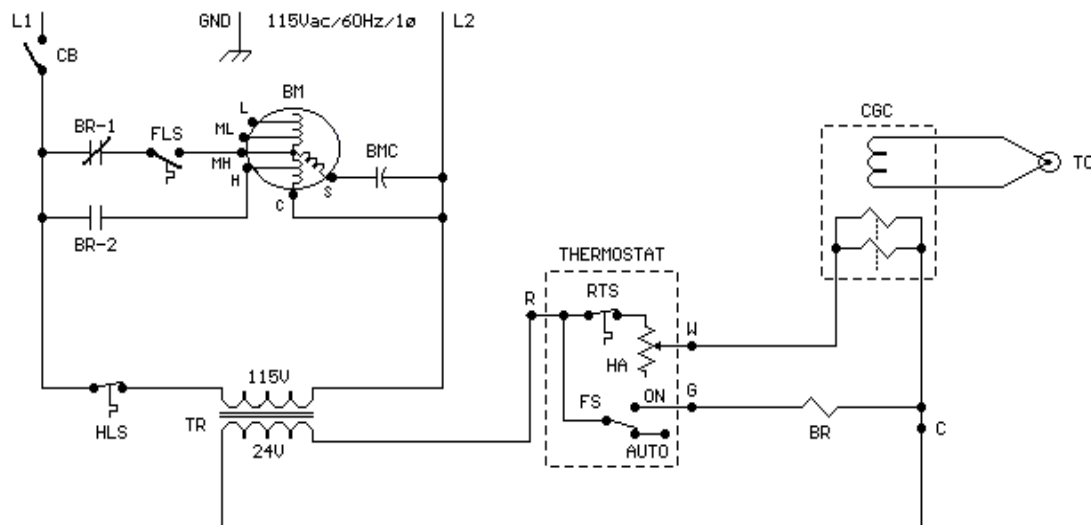 L1
GND
115Vac/60Hz/1ø
L2
CB
BM
L
CGC
BR-1
FLS
ML
BMC
TC
MH
H
S
C
BR-2
THERMOSTAT
R
RTS
W
HA
115V
FS
ON
G
HLS
TR
BR
C
24V
AUTO